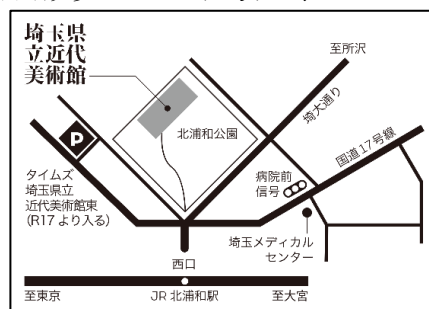 埼玉県
立近代
美術館
至所沢
埼大通り
北浦和公園
国道17号線
P
病院前
信号
タイムズ
埼玉県立
近代美術館東
(R17より入る)
埼玉メディカル
センター
西口
至東京
JR北浦和駅
至大宮